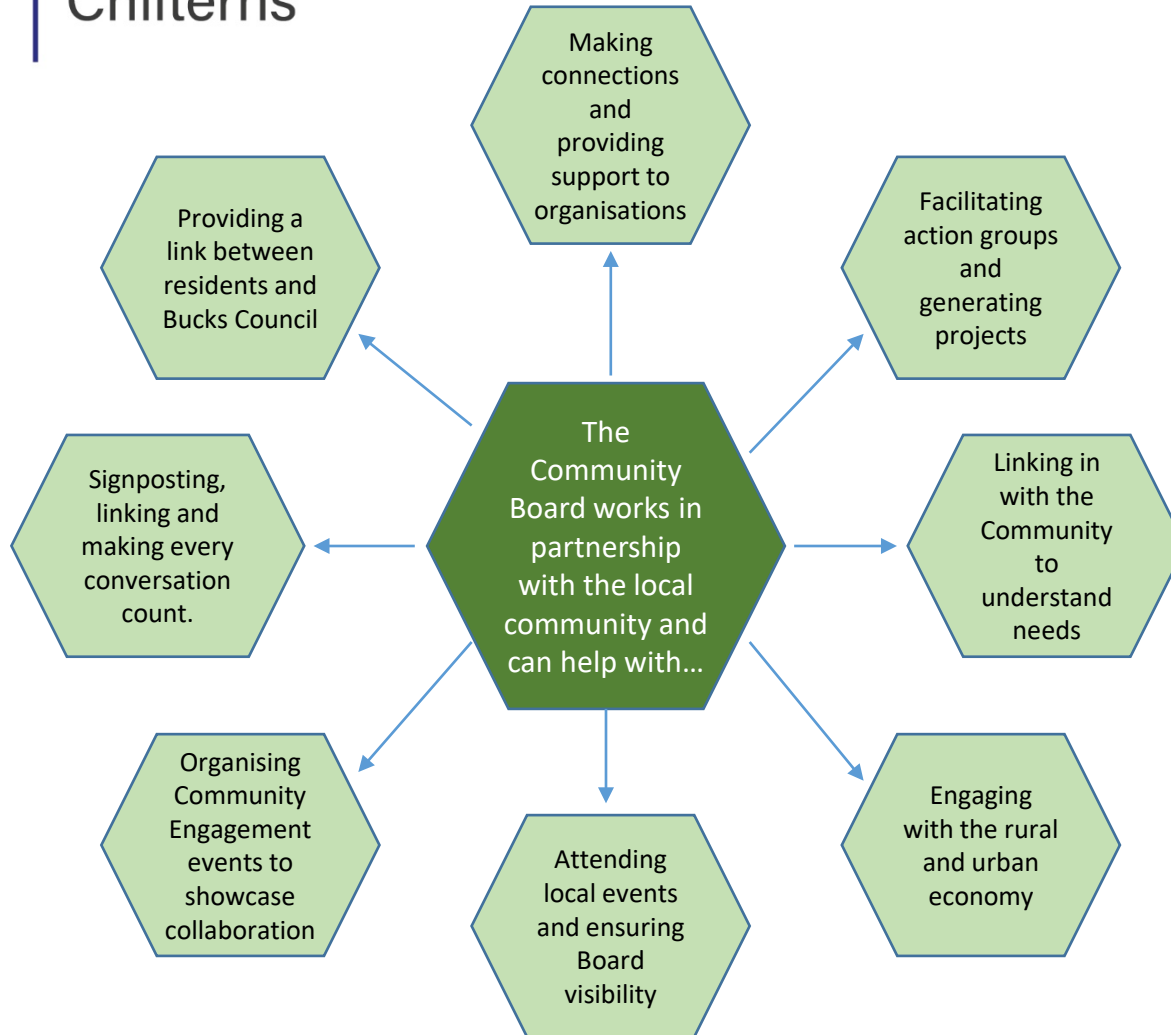 Chilterns
Making
connections
and
providing
support to
organisations
Providing a
link between
residents and
Bucks Council
Facilitating
action groups
and
generating
projects
The
Community
Board works in
partnership
with the local
community and
can help with…
Signposting,
linking and
making every
conversation
count.
Linking in
with the
Community
to
understand
needs
Organising
Community
Engagement
events to
showcase
collaboration
Attending
local events
and ensuring
Board
visibility
Engaging
with the rural
and urban
economy